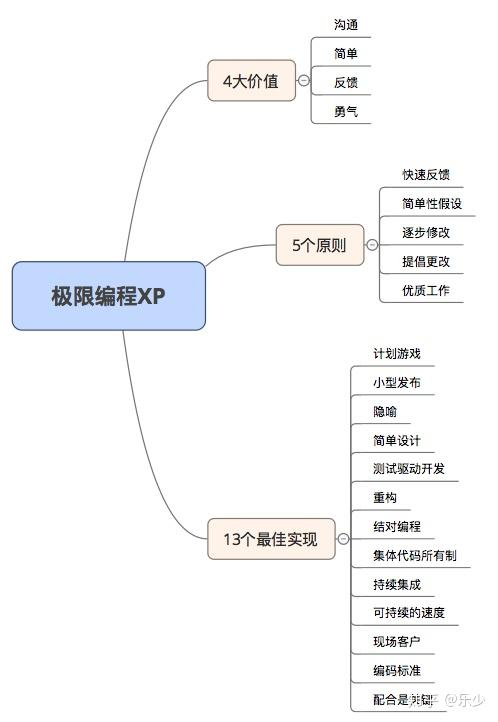 4大价值
沟通
简单
反馈
勇气
极限编程XP
5个原则
快速反馈
简单性假设
逐步修改
提倡更改
优质工作
13个最佳实现
计划游戏
小型发布
隐喻
简单设计
测试驱动开发
重构
结对编程
集体代码所有制
持续集成
可持续的速度
现场客户
编码标准
配合是
知乎 @乐少